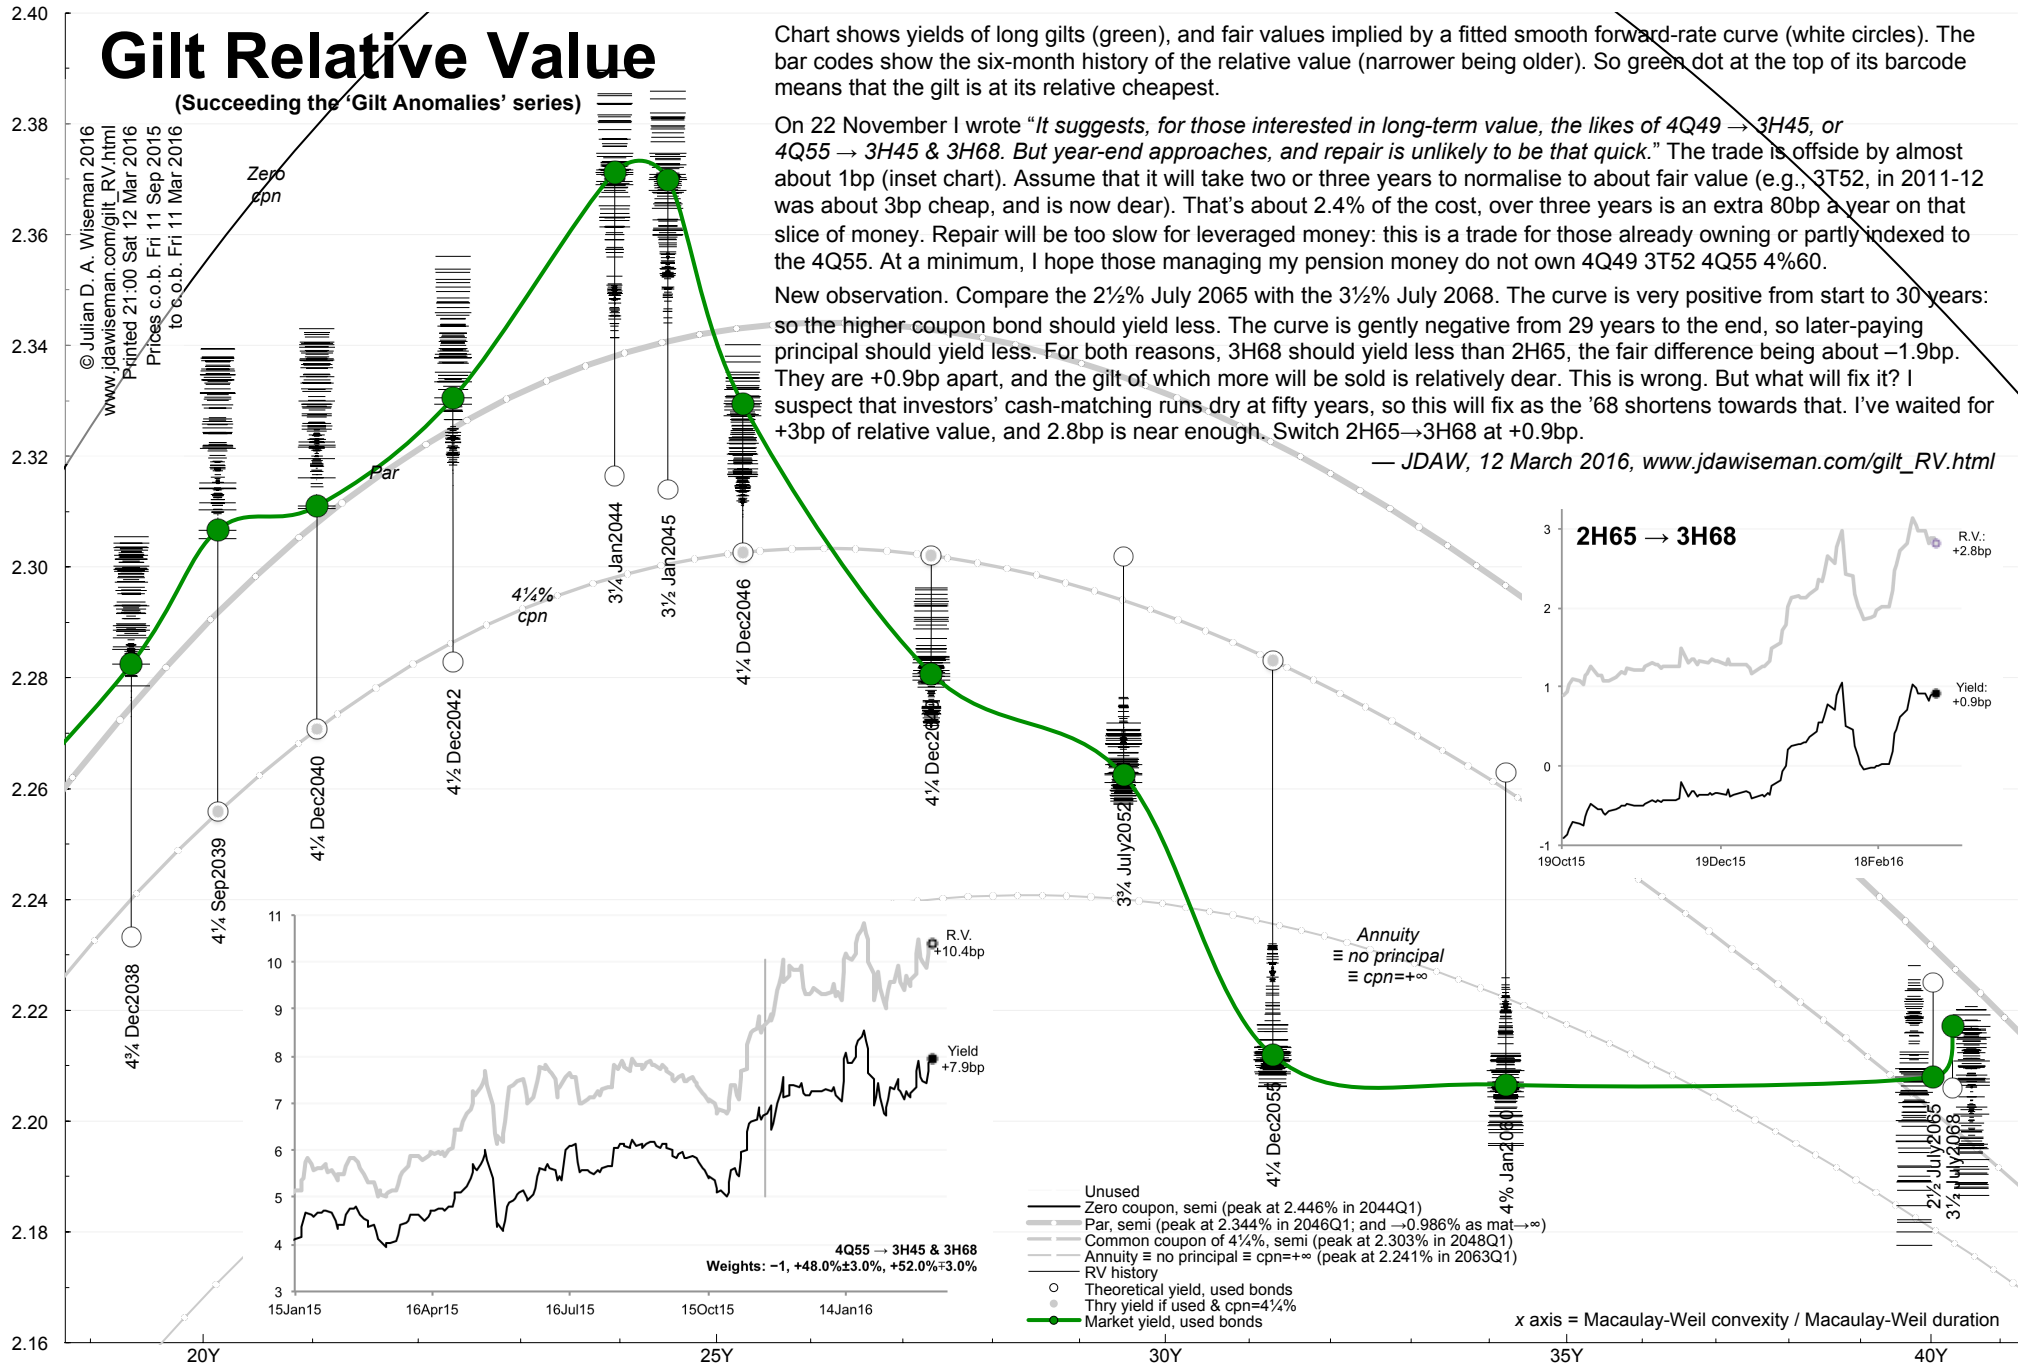 Gilt Relative Value
(Succeeding the ‘Gilt Anomalies’ series)
© Julian D. A. Wiseman 2016
www.jdawiseman.com/gilt_RV.html
Printed 21:00 Sat 12 Mar 2016
Prices c.o.b. Fri 11 Sep 2015
to c.o.b. Fri 11 Mar 2016
Chart shows yields of long gilts (green), and fair values implied by a fitted smooth forward-rate curve (white circles). The
bar codes show the six-month history of the relative value (narrower being older). So green dot at the top of its barcode
means that the gilt is at its relative cheapest.
On 22 November I wrote “It suggests, for those interested in long-term value, the likes of 4Q49 → 3H45, or
4Q55 → 3H45 & 3H68. But year-end approaches, and repair is unlikely to be that quick.” The trade is offside by almost
about 1bp (inset chart). Assume that it will take two or three years to normalise to about fair value (e.g., 3T52, in 2011-12
was about 3bp cheap, and is now dear). That’s about 2.4% of the cost, over three years is an extra 80bp a year on that
slice of money. Repair will be too slow for leveraged money: this is a trade for those already owning or partly indexed to
the 4Q55. At a minimum, I hope those managing my pension money do not own 4Q49 3T52 4Q55 4%60.
New observation. Compare the 2½% July 2065 with the 3½% July 2068. The curve is very positive from start to 30 years:
so the higher coupon bond should yield less. The curve is gently negative from 29 years to the end, so later-paying
principal should yield less. For both reasons, 3H68 should yield less than 2H65, the fair difference being about –1.9bp.
They are +0.9bp apart, and the gilt of which more will be sold is relatively dear. This is wrong. But what will fix it? I
suspect that investors’ cash-matching runs dry at fifty years, so this will fix as the ’68 shortens towards that. I’ve waited for
+3bp of relative value, and 2.8bp is near enough. Switch 2H65→3H68 at +0.9bp.
— JDAW, 12 March 2016, www.jdawiseman.com/gilt_RV.html
2.40
2.38
2.36
2.34
2.32
2.30
2.28
2.26
2.24
2.22
2.20
2.18
2.16
20Y
25Y
30Y
35Y
40Y
Zero
cpn
Par
4¼%
cpn
Annuity
≡ no principal
≡ cpn=+∞
4¾ Dec2038
4¼ Sep2039
4¼ Dec2040
4½ Dec2042
3¼ Jan2044
3½ Jan2045
4¼ Dec2046
4¼ Dec
3¾ July2052
4¼ Dec2055
4% Jan2060
2½ July2065
3½ July2068
2H65 → 3H68
3
2
1
0
-1
19Oct15
19Dec15
18Feb16
R.V.:
+2.8bp
Yield:
+0.9bp
11
10
9
8
7
6
5
4
3
15Jan15
16Apr15
16Jul15
15Oct15
14Jan16
R.V.
+10.4bp
Yield
+7.9bp
4Q55 → 3H45 & 3H68
Weights: −1, +48.0%±3.0%, +52.0%∓3.0%
Unused
Zero coupon, semi (peak at 2.446% in 2044Q1)
Par, semi (peak at 2.344% in 2046Q1; and →0.986% as mat→∞)
Common coupon of 4¼%, semi (peak at 2.303% in 2048Q1)
Annuity ≡ no principal ≡ cpn=+∞ (peak at 2.241% in 2063Q1)
RV history
Theoretical yield, used bonds
Thry yield if used & cpn=4¼%
Market yield, used bonds
x axis = Macaulay-Weil convexity / Macaulay-Weil duration